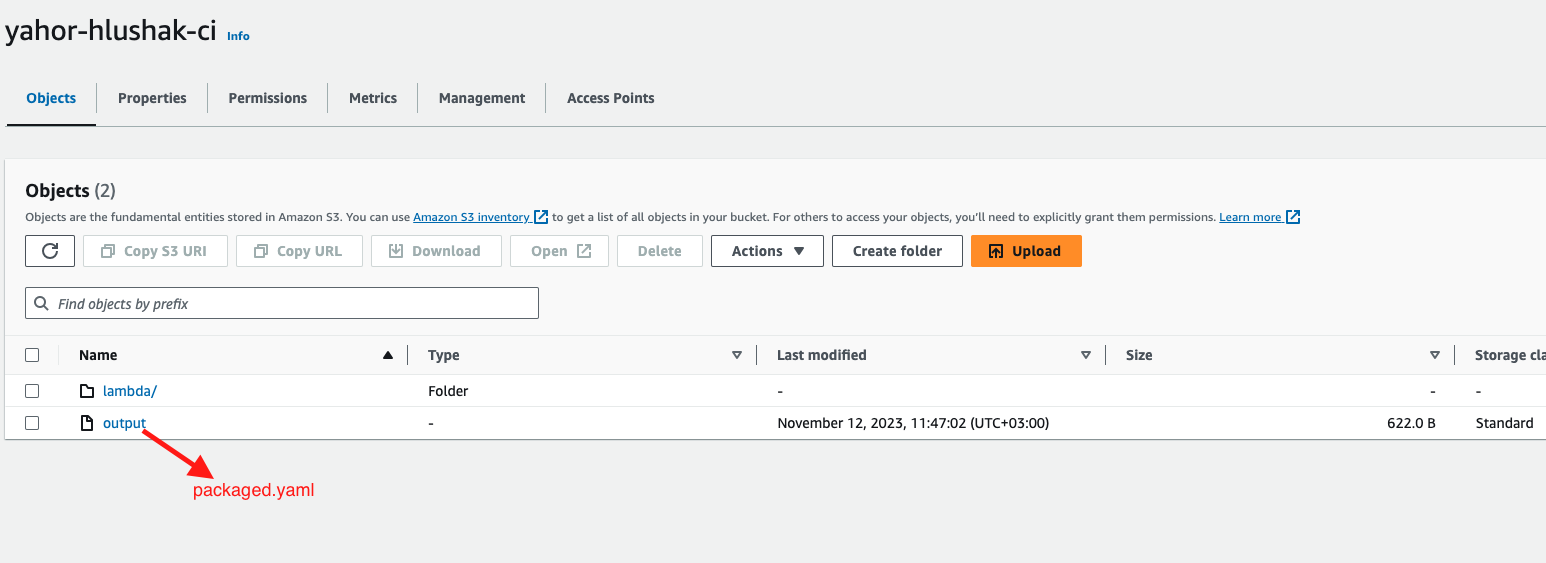 yahor-hlushak-ci Info
Objects Properties Permissions Metrics Management Access Points
Objects (2)
Objects are the fundamental entities stored in Amazon S3. You can use Amazon S3 inventory to get a list of all objects in your bucket. For others to access your objects, you'll need to explicitly grant them permissions. Learn more
Copy S3 URI Copy URL Download Open Delete Actions Create folder Upload
Find objects by prefix
Name Type Last modified Size Storage cla
lambda/ Folder - - -
output - November 12, 2023, 11:47:02 (UTC+03:00) 622.0 B Standard
packaged.yaml